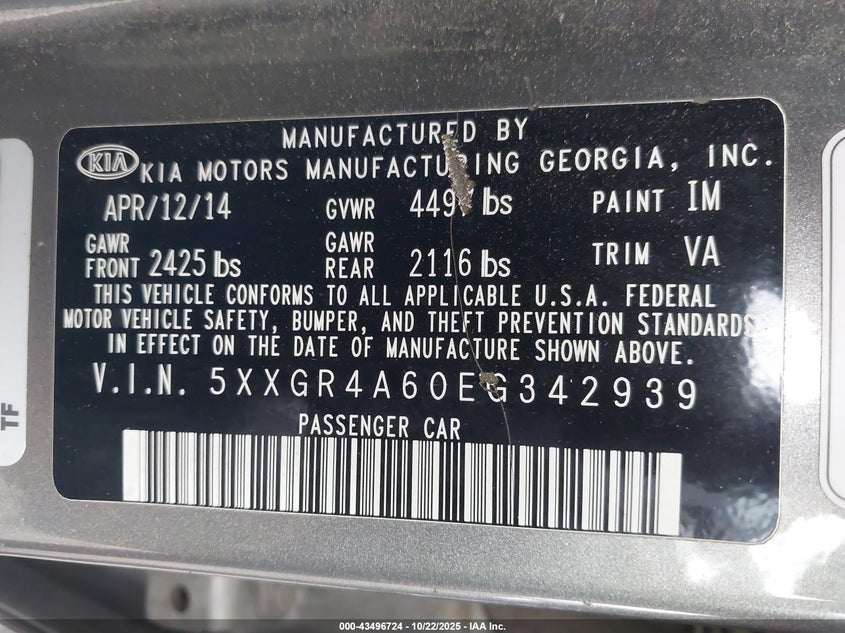 MANUFACTURED BY
KIA KIA MOTORS MANUFACTURING GEORGIA, INC.
APR/12/14 GVWR lbs PAINT IM
GAWR FRONT 2425 lbs GAWR REAR 2116 lbs TRIM VA
THIS VEHICLE CONFORMS TO ALL APPLICABLE U.S.A. FEDERAL
MOTOR VEHICLE SAFETY, BUMPER, AND THEFT PREVENTION STANDARDS
IN EFFECT ON THE DATE OF MANUFACTURE SHOWN ABOVE.
V.I.N. 5XXGR4A60EG342939
PASSENGER CAR
TF
000-43496724 - 10/22/2025 - IAA Inc.